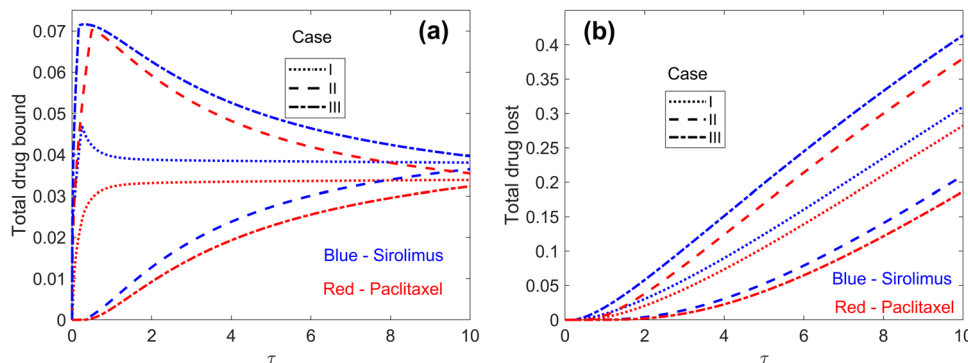 (a)
Case
I
II
III
Total drug bound
0.07
0.06
0.05
0.04
0.03
0.02
0.01
0
Blue - Sirolimus
Red - Paclitaxel
0 2 4 6 8 10
τ
(b)
Case
I
II
III
Total drug lost
0.4
0.35
0.3
0.25
0.2
0.15
0.1
0.05
0
Blue - Sirolimus
Red - Paclitaxel
0 2 4 6 8 10
τ